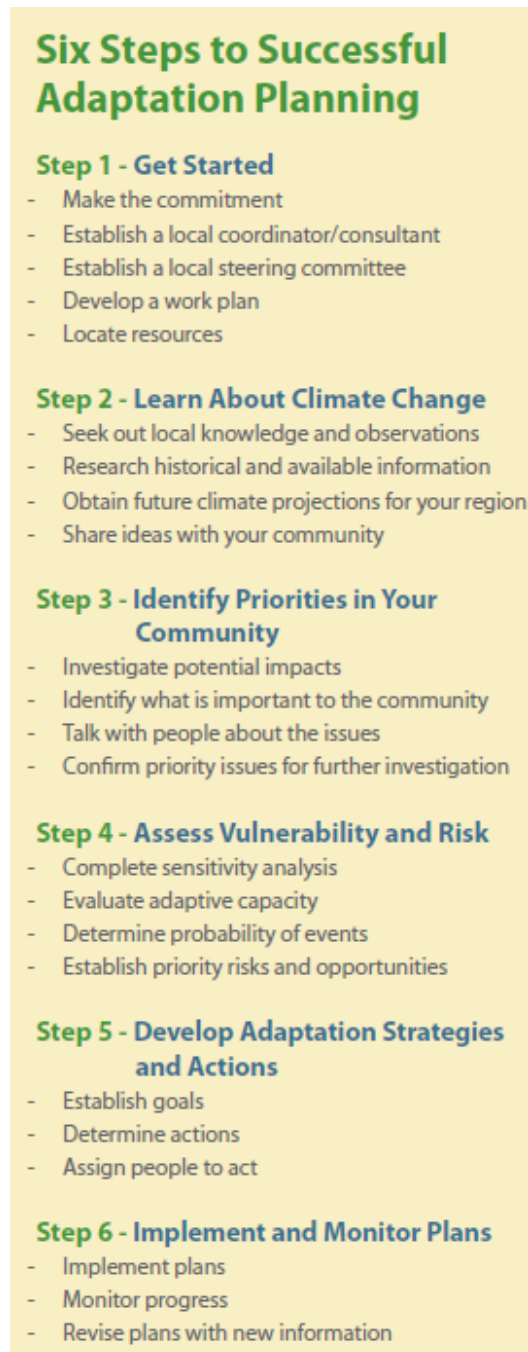 Six Steps to Successful
Adaptation Planning
Step 1 - Get Started
- Make the commitment
- Establish a local coordinator/consultant
- Establish a local steering committee
- Develop a work plan
- Locate resources
Step 2 - Learn About Climate Change
- Seek out local knowledge and observations
- Research historical and available information
- Obtain future climate projections for your region
- Share ideas with your community
Step 3 - Identify Priorities in Your
Community
- Investigate potential impacts
- Identify what is important to the community
- Talk with people about the issues
- Confirm priority issues for further investigation
Step 4 - Assess Vulnerability and Risk
- Complete sensitivity analysis
- Evaluate adaptive capacity
- Determine probability of events
- Establish priority risks and opportunities
Step 5 - Develop Adaptation Strategies
and Actions
- Establish goals
- Determine actions
- Assign people to act
Step 6 - Implement and Monitor Plans
- Implement plans
- Monitor progress
- Revise plans with new information